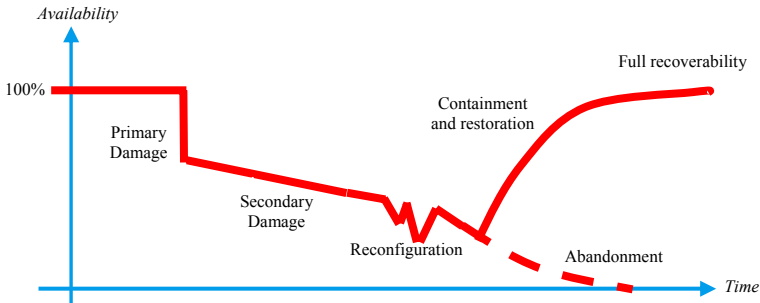 Availability
Full recoverability
100%
Containment
and restoration
Primary
Damage
Secondary
Damage
Reconfiguration
Abandonment
Time